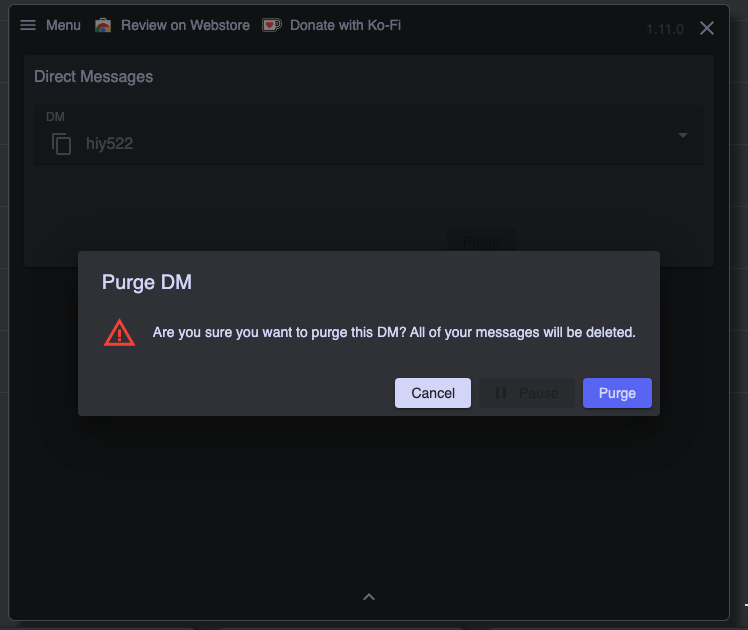 Menu Review on Webstore Donate with Ko-Fi 1.11.0
Direct Messages
DM
hiy522
Purge
Purge DM
Are you sure you want to purge this DM? All of your messages will be deleted.
Cancel Pause Purge